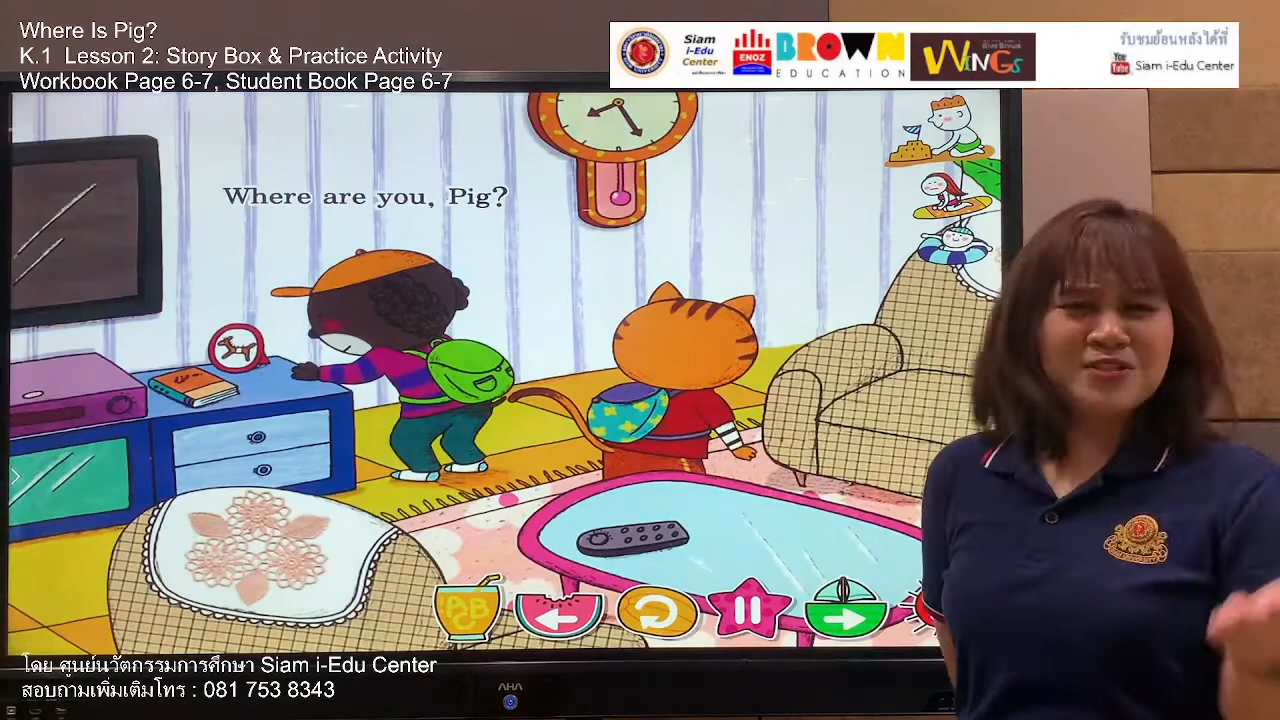 Where Is Pig?
K.1 Lesson 2: Story Box & Practice Activity
Workbook Page 6-7, Student Book Page 6-7
Siam
i-Edu
Center
ENOZ
BROWN
EDUCATION
WiNGs
รับชมย้อนหลังได้ที่
You Tube Siam i-Edu Center
Where are you, Pig?
ABC
โดย ศูนย์นวัตกรรมการศึกษา Siam i-Edu Center
สอบถามเพิ่มเติมโทร : 081 753 8343
AHA